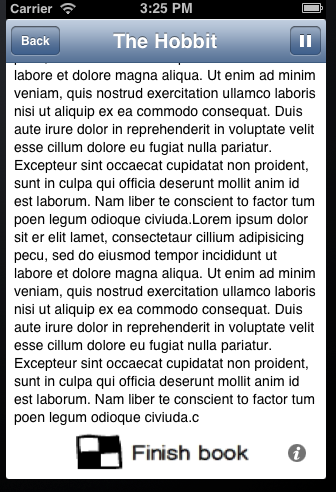 Carrier 3:25 PM
Back The Hobbit
labore et dolore magna aliqua. Ut enim ad minim
veniam, quis nostrud exercitation ullamco laboris
nisi ut aliquip ex ea commodo consequat. Duis
aute irure dolor in reprehenderit in voluptate velit
esse cillum dolore eu fugiat nulla pariatur.
Excepteur sint occaecat cupidatat non proident,
sunt in culpa qui officia deserunt mollit anim id
est laborum. Nam liber te conscient to factor tum
poen legum odioque civiuda.Lorem ipsum dolor
sit er elit lamet, consectetaur cillium adipisicing
pecu, sed do eiusmod tempor incididunt ut
labore et dolore magna aliqua. Ut enim ad minim
veniam, quis nostrud exercitation ullamco laboris
nisi ut aliquip ex ea commodo consequat. Duis
aute irure dolor in reprehenderit in voluptate velit
esse cillum dolore eu fugiat nulla pariatur.
Excepteur sint occaecat cupidatat non proident,
sunt in culpa qui officia deserunt mollit anim id
est laborum. Nam liber te conscient to factor tum
poen legum odioque civiuda.c
Finish book i